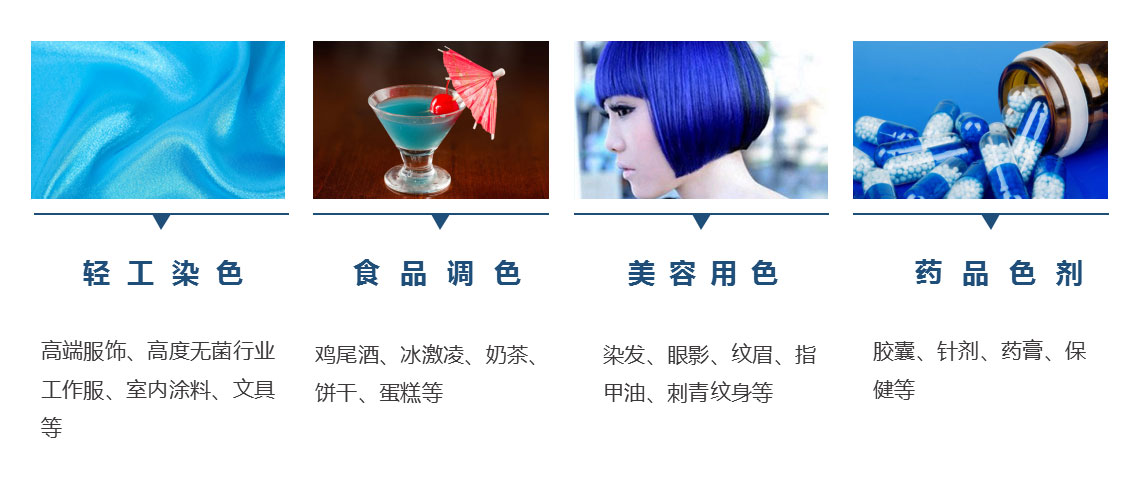 轻工染色
高端服饰、高度无菌行业
工作服、室内涂料、文具
等
食品调色
鸡尾酒、冰激凌、奶茶、
饼干、蛋糕等
美容用色
染发、眼影、纹眉、指
甲油、刺青纹身等
药品色剂
胶囊、针剂、药膏、保
健等